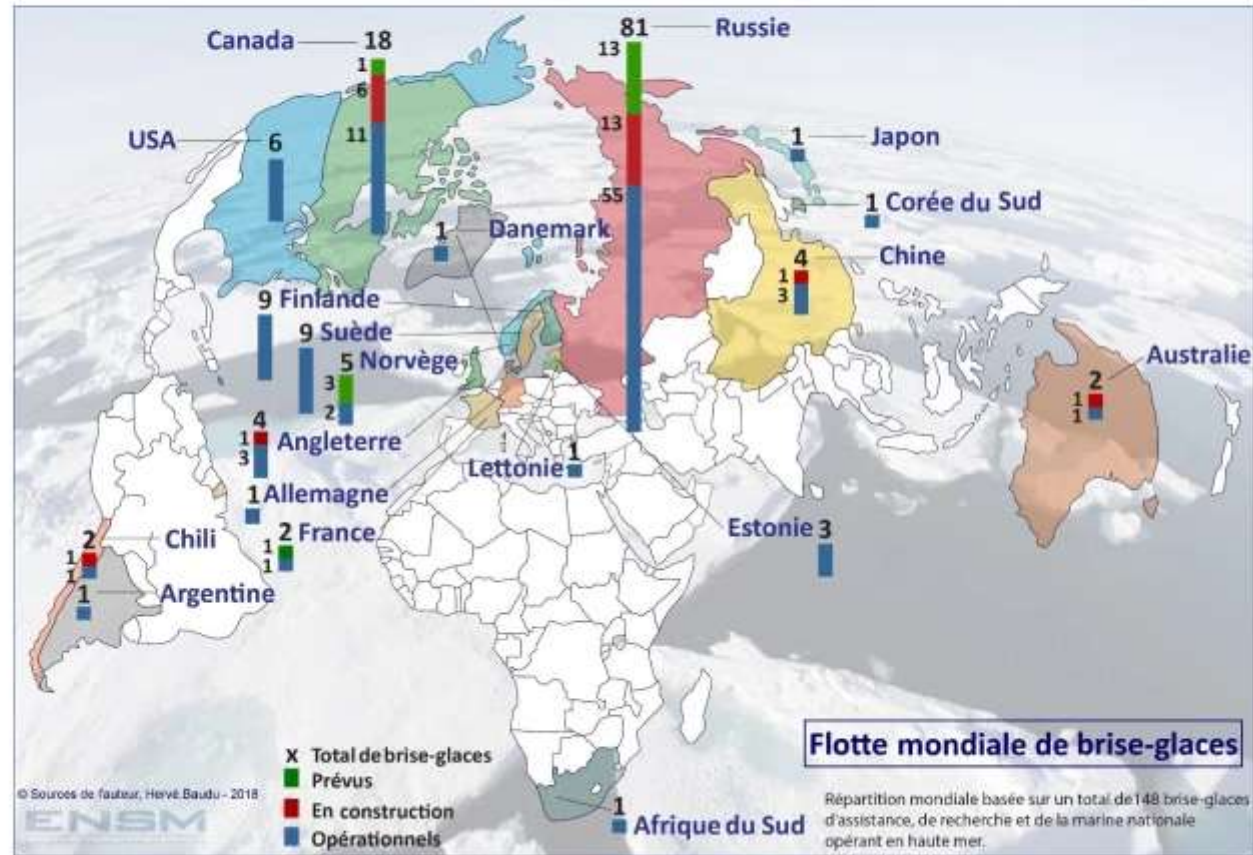 Canada
18
1
6
11
81
Russie
13
13
55
USA
6
1
Japon
1
Corée du Sud
1
Danemark
4
Chine
1
3
9
Finlande
9
Suède
5
Norvège
3
2
2
Australie
1
1
4
1
3
Angleterre
Lettonie
1
1
Allemagne
2
France
1
1
Estonie
3
2
Chili
1
1
1
Argentine
1
Afrique du Sud
X Total de brise-glaces
Prévus
En construction
Opérationnels
© Sources de l'auteur, Hervé Baudu - 2018
ENSM
Flotte mondiale de brise-glaces
Répartition mondiale basée sur un total de 148 brise-glaces
d'assistance, de recherche et de la marine nationale
opérant en haute mer.